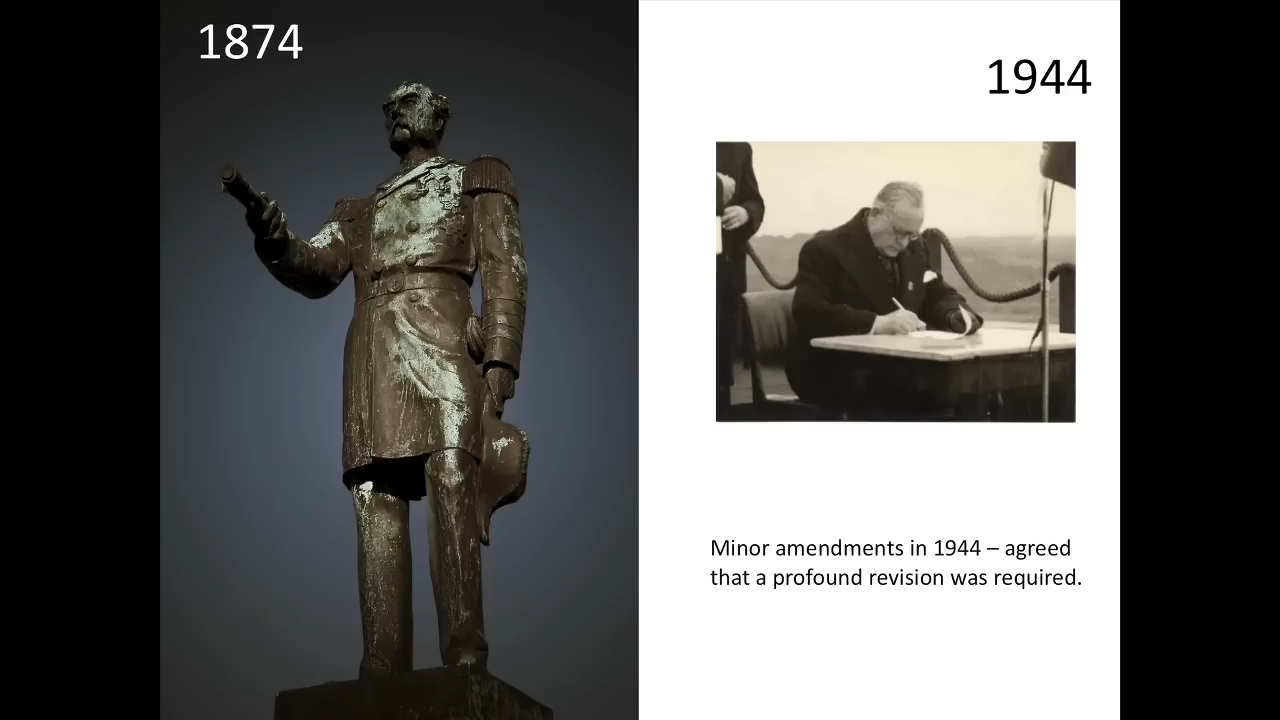 1874
1944
Minor amendments in 1944 – agreed
that a profound revision was required.